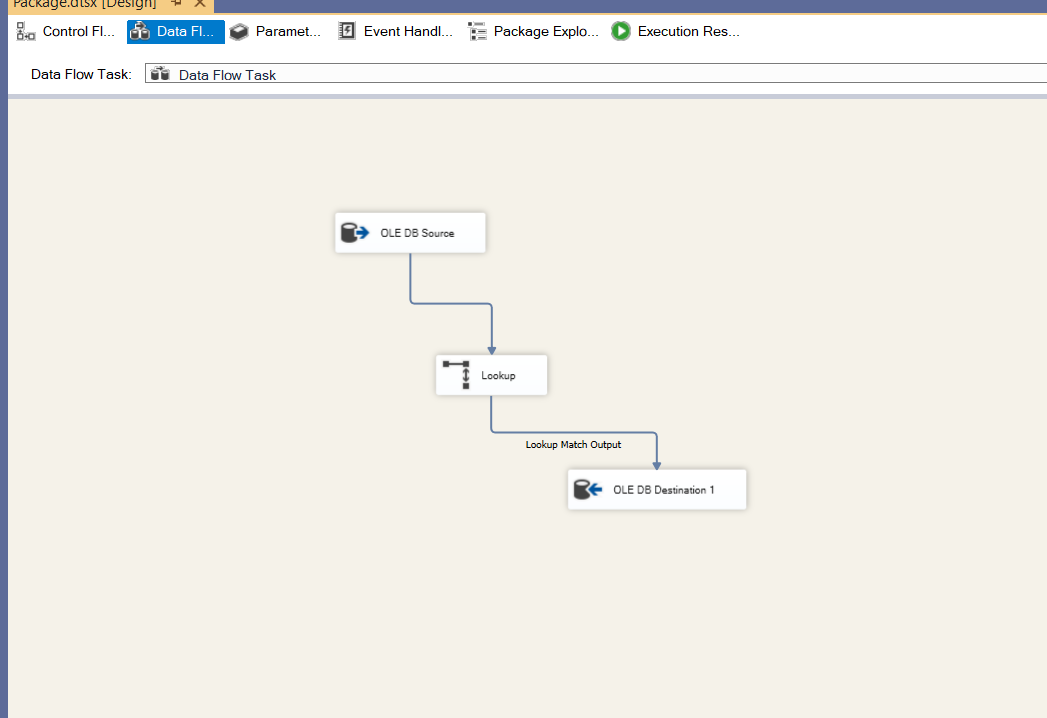 Package.dtsx [Design]
Control Fl... Data Fl... Paramet... Event Handl... Package Explo... Execution Res...
Data Flow Task: Data Flow Task
OLE DB Source
Lookup
Lookup Match Output
OLE DB Destination 1